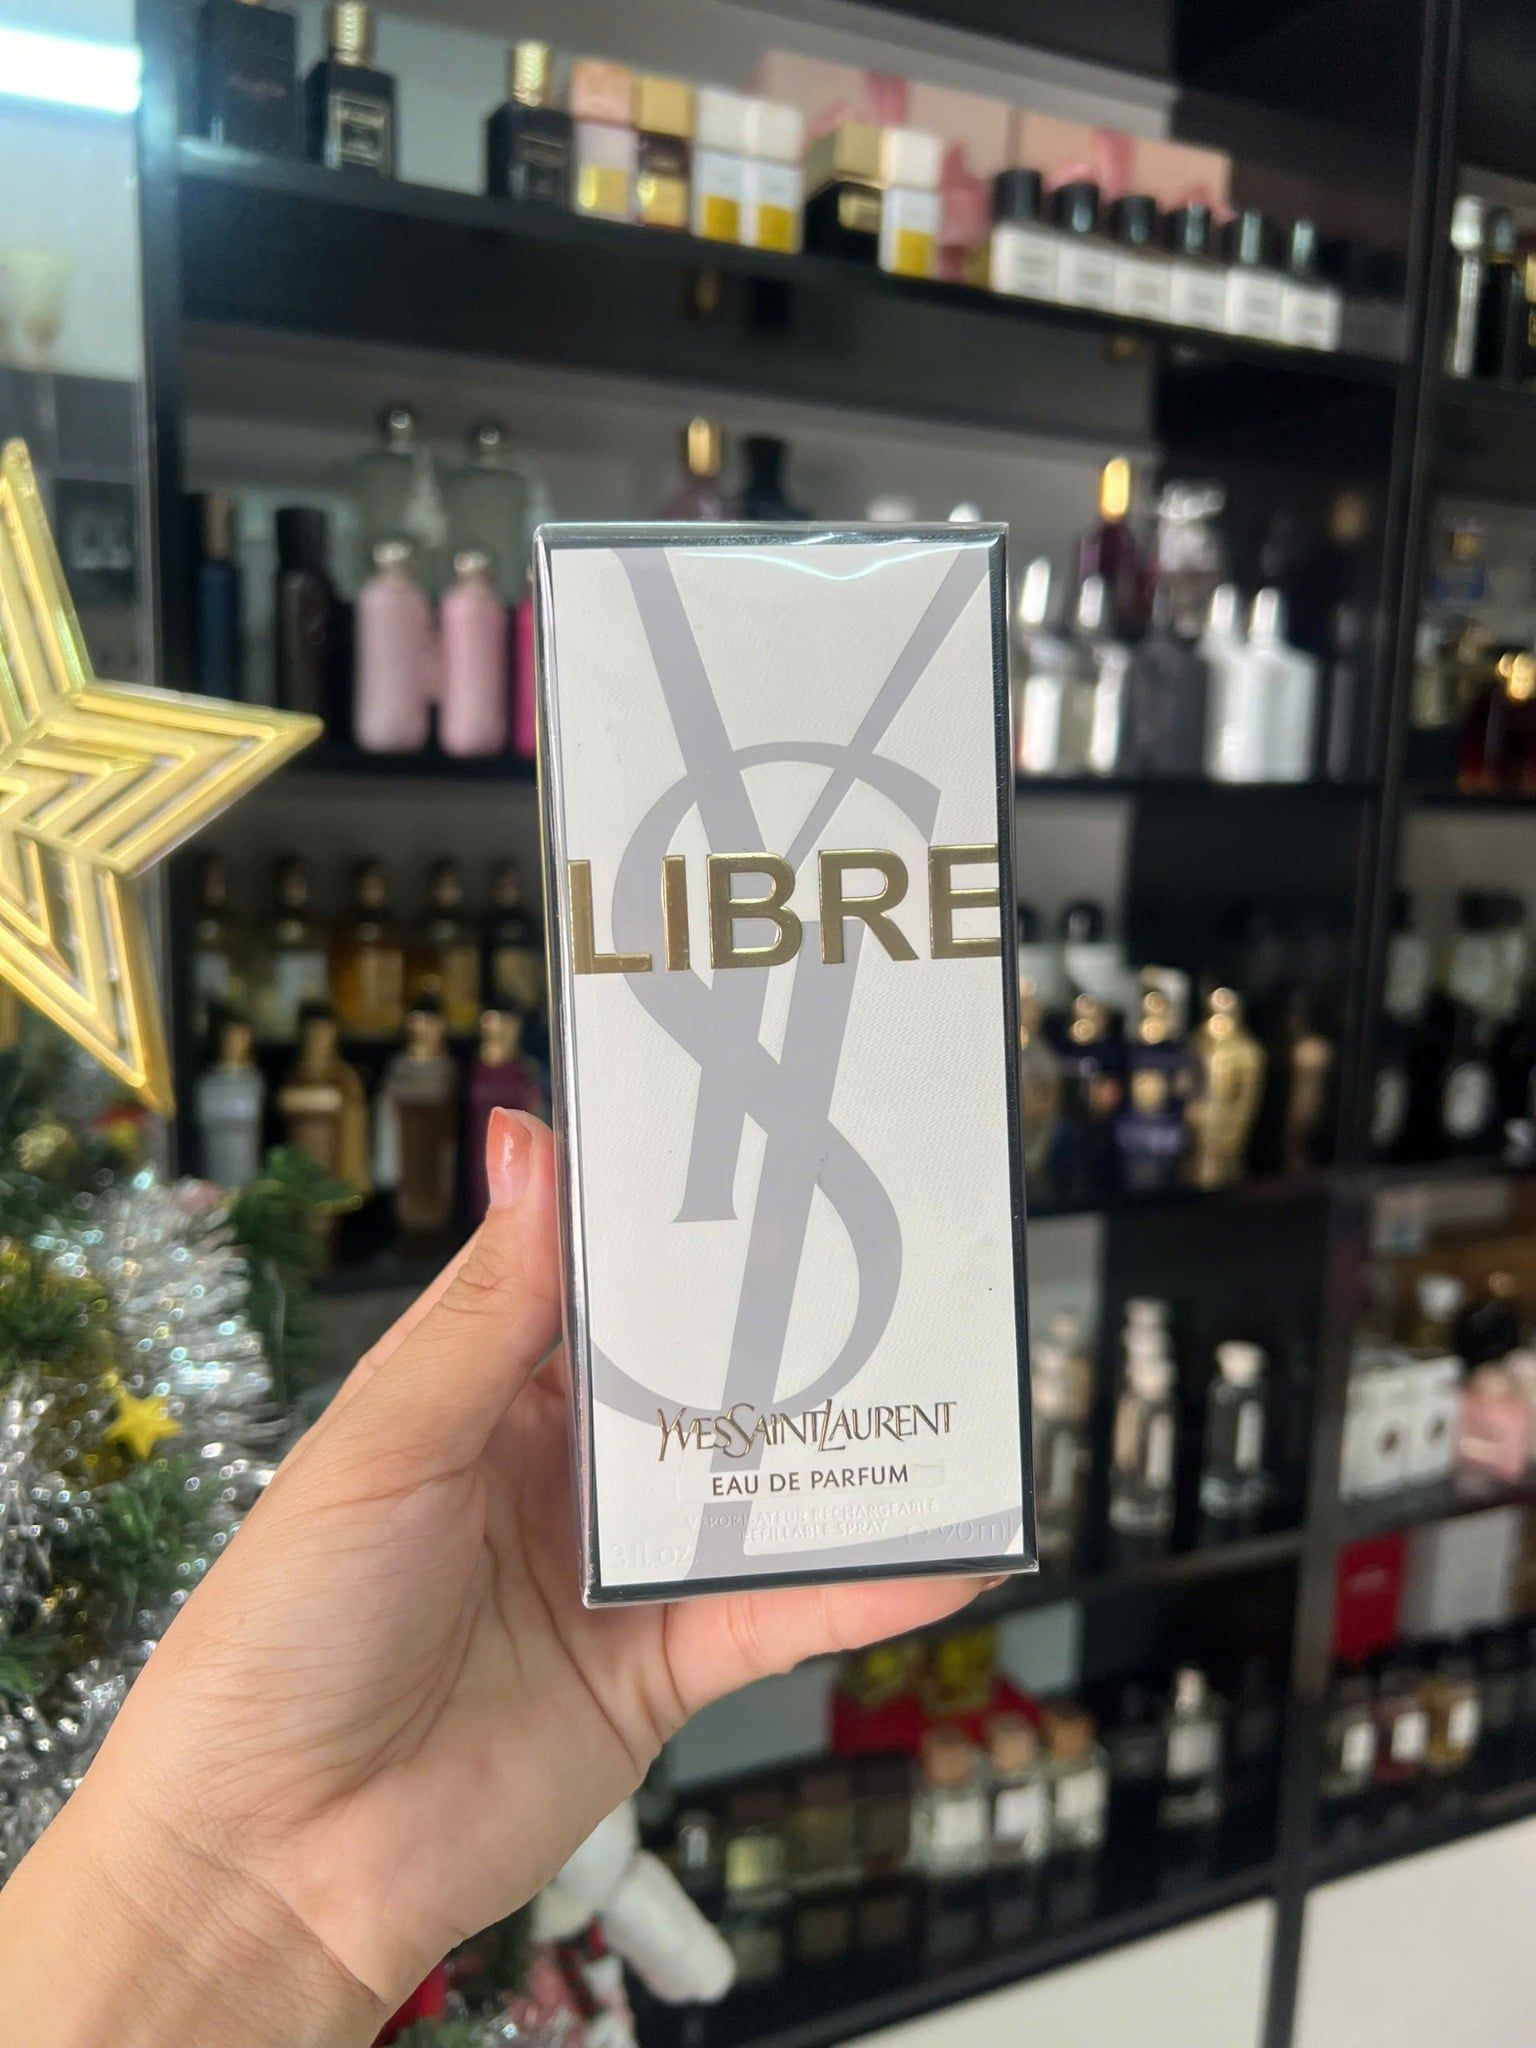 LIBRE
YVESSAINTLAURENT
EAU DE PARFUM
VAPORISATEUR RECHARGEABLE
REFILLABLE SPRAY
3 fl.oz. e 90 ml